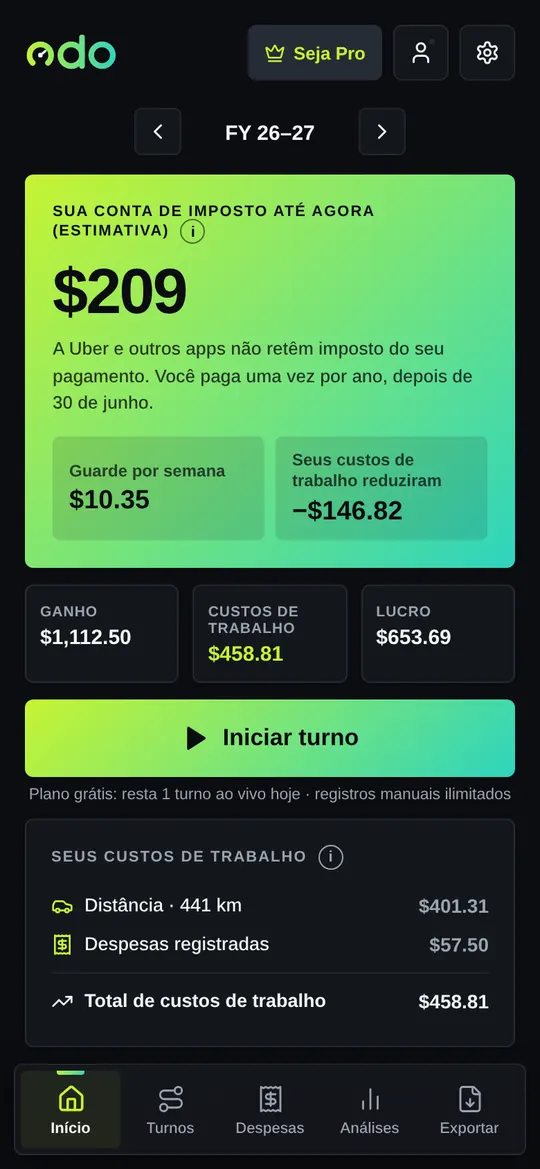 odo
Seja Pro
FY 26–27
SUA CONTA DE IMPOSTO ATÉ AGORA
(ESTIMATIVA) i
$209
A Uber e outros apps não retêm imposto do seu
pagamento. Você paga uma vez por ano, depois de
30 de junho.
Guarde por semana
$10.35
Seus custos de
trabalho reduziram
−$146.82
GANHO
$1,112.50
CUSTOS DE
TRABALHO
$458.81
LUCRO
$653.69
Iniciar turno
Plano grátis: resta 1 turno ao vivo hoje · registros manuais ilimitados
SEUS CUSTOS DE TRABALHO i
Distância · 441 km $401.31
Despesas registradas $57.50
Total de custos de trabalho $458.81
Início Turnos Despesas Análises Exportar